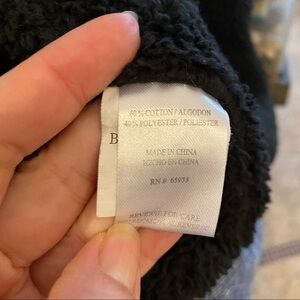 60% COTTON / ALGODON
40% POLYESTER / POLIESTER
B
MADE IN CHINA
HECHO EN CHINA
RN# 65933
REVERSE FOR CARE